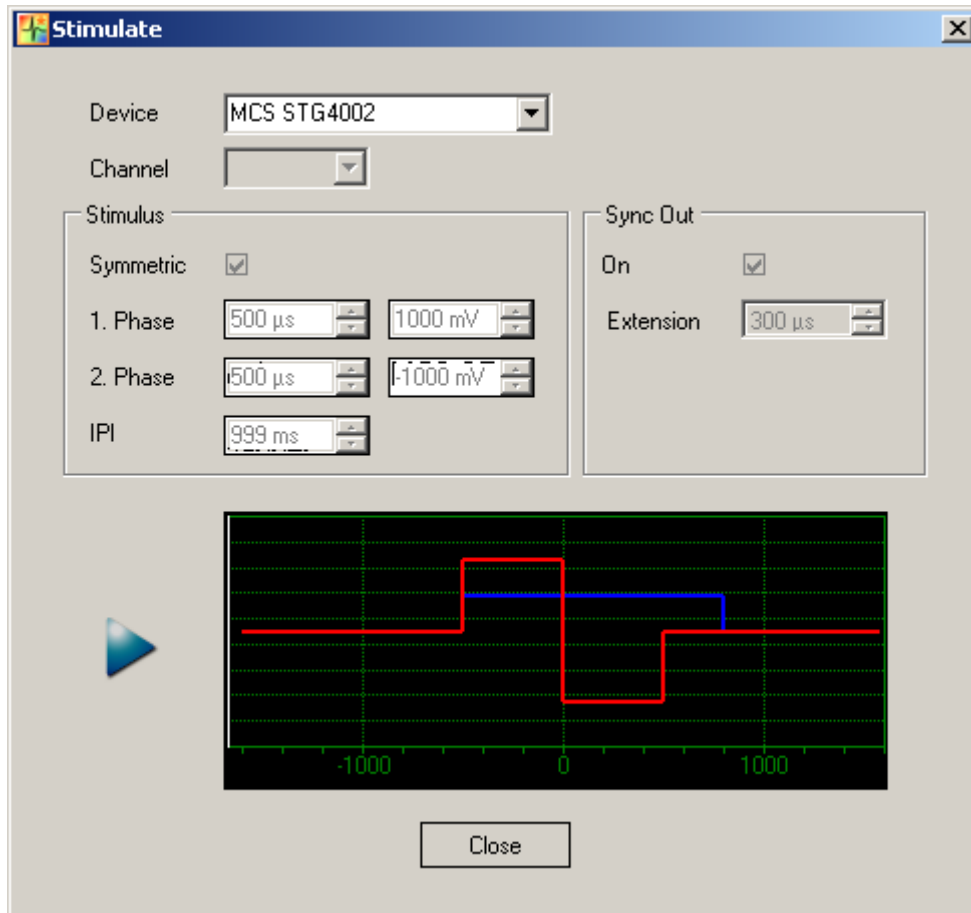 Stimulate
Device MCS STG4002
Channel
Stimulus
Symmetric
1. Phase 500 µs 1000 mV
2. Phase 500 µs -1000 mV
IPI 999 ms
Sync Out
On
Extension 300 µs
-1000 0 1000
Close